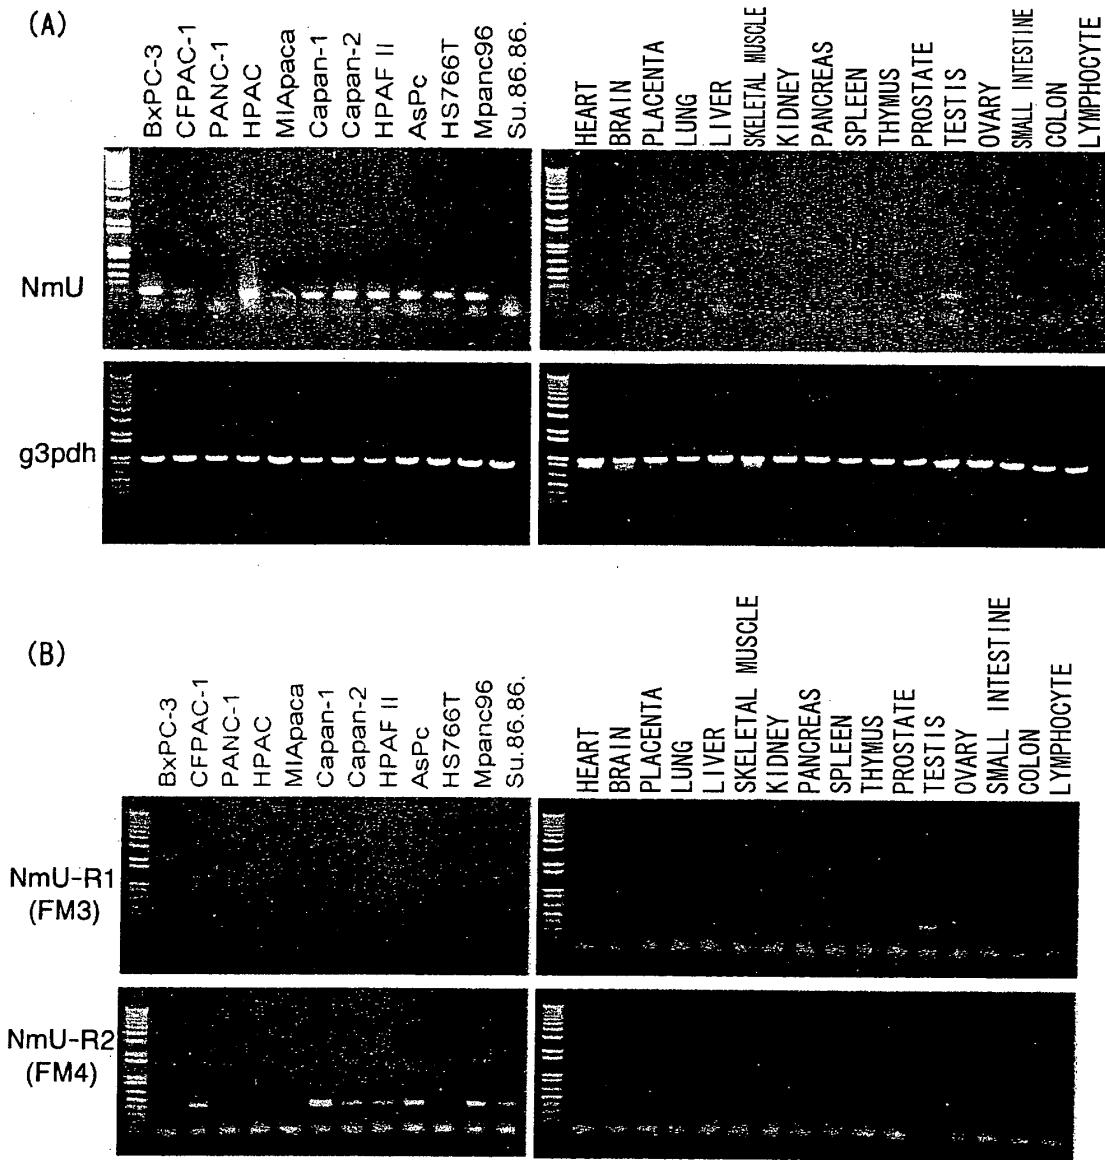 (A)
BxPC-3
CFPAC-1
PANC-1
HPAC
MIApaca
Capan-1
Capan-2
HPAF II
AsPc
HS766T
Mpanc96
Su.86.86.
HEART
BRAIN
PLACENTA
LUNG
LIVER
SKELETAL MUSCLE
KIDNEY
PANCREAS
SPLEEN
THYMUS
PROSTATE
TESTIS
OVARY
SMALL INTESTINE
COLON
LYMPHOCYTE
NmU
g3pdh
(B)
BxPC-3
CFPAC-1
PANC-1
HPAC
MIApaca
Capan-1
Capan-2
HPAF II
AsPc
HS766T
Mpanc96
Su.86.86.
HEART
BRAIN
PLACENTA
LUNG
LIVER
SKELETAL MUSCLE
KIDNEY
PANCREAS
SPLEEN
THYMUS
PROSTATE
TESTIS
OVARY
SMALL INTESTINE
COLON
LYMPHOCYTE
NmU-R1
(FM3)
NmU-R2
(FM4)